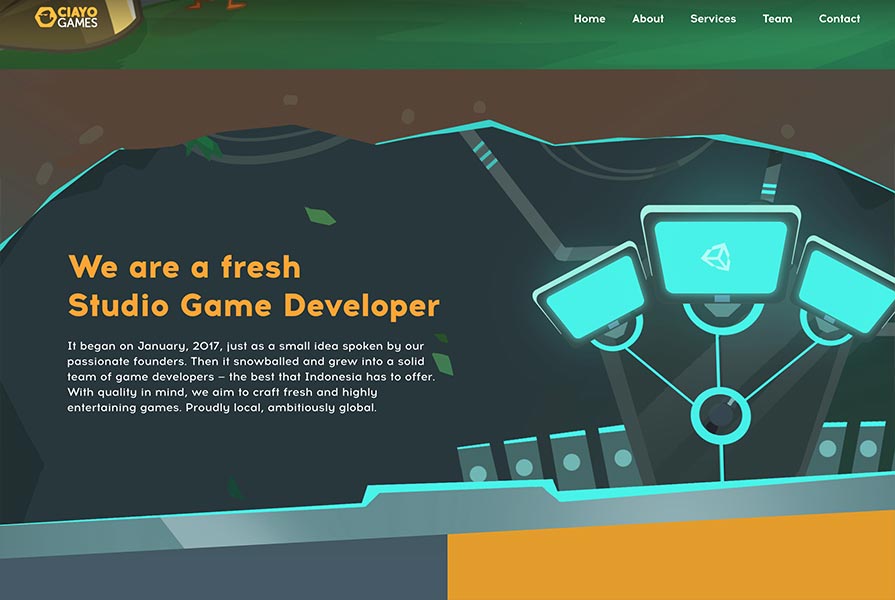 CIAYO
GAMES
Home About Services Team Contact
We are a fresh
Studio Game Developer
It began on January, 2017, just as a small idea spoken by our
passionate founders. Then it snowballed and grew into a solid
team of game developers – the best that Indonesia has to offer.
With quality in mind, we aim to craft fresh and highly
entertaining games. Proudly local, ambitiously global.